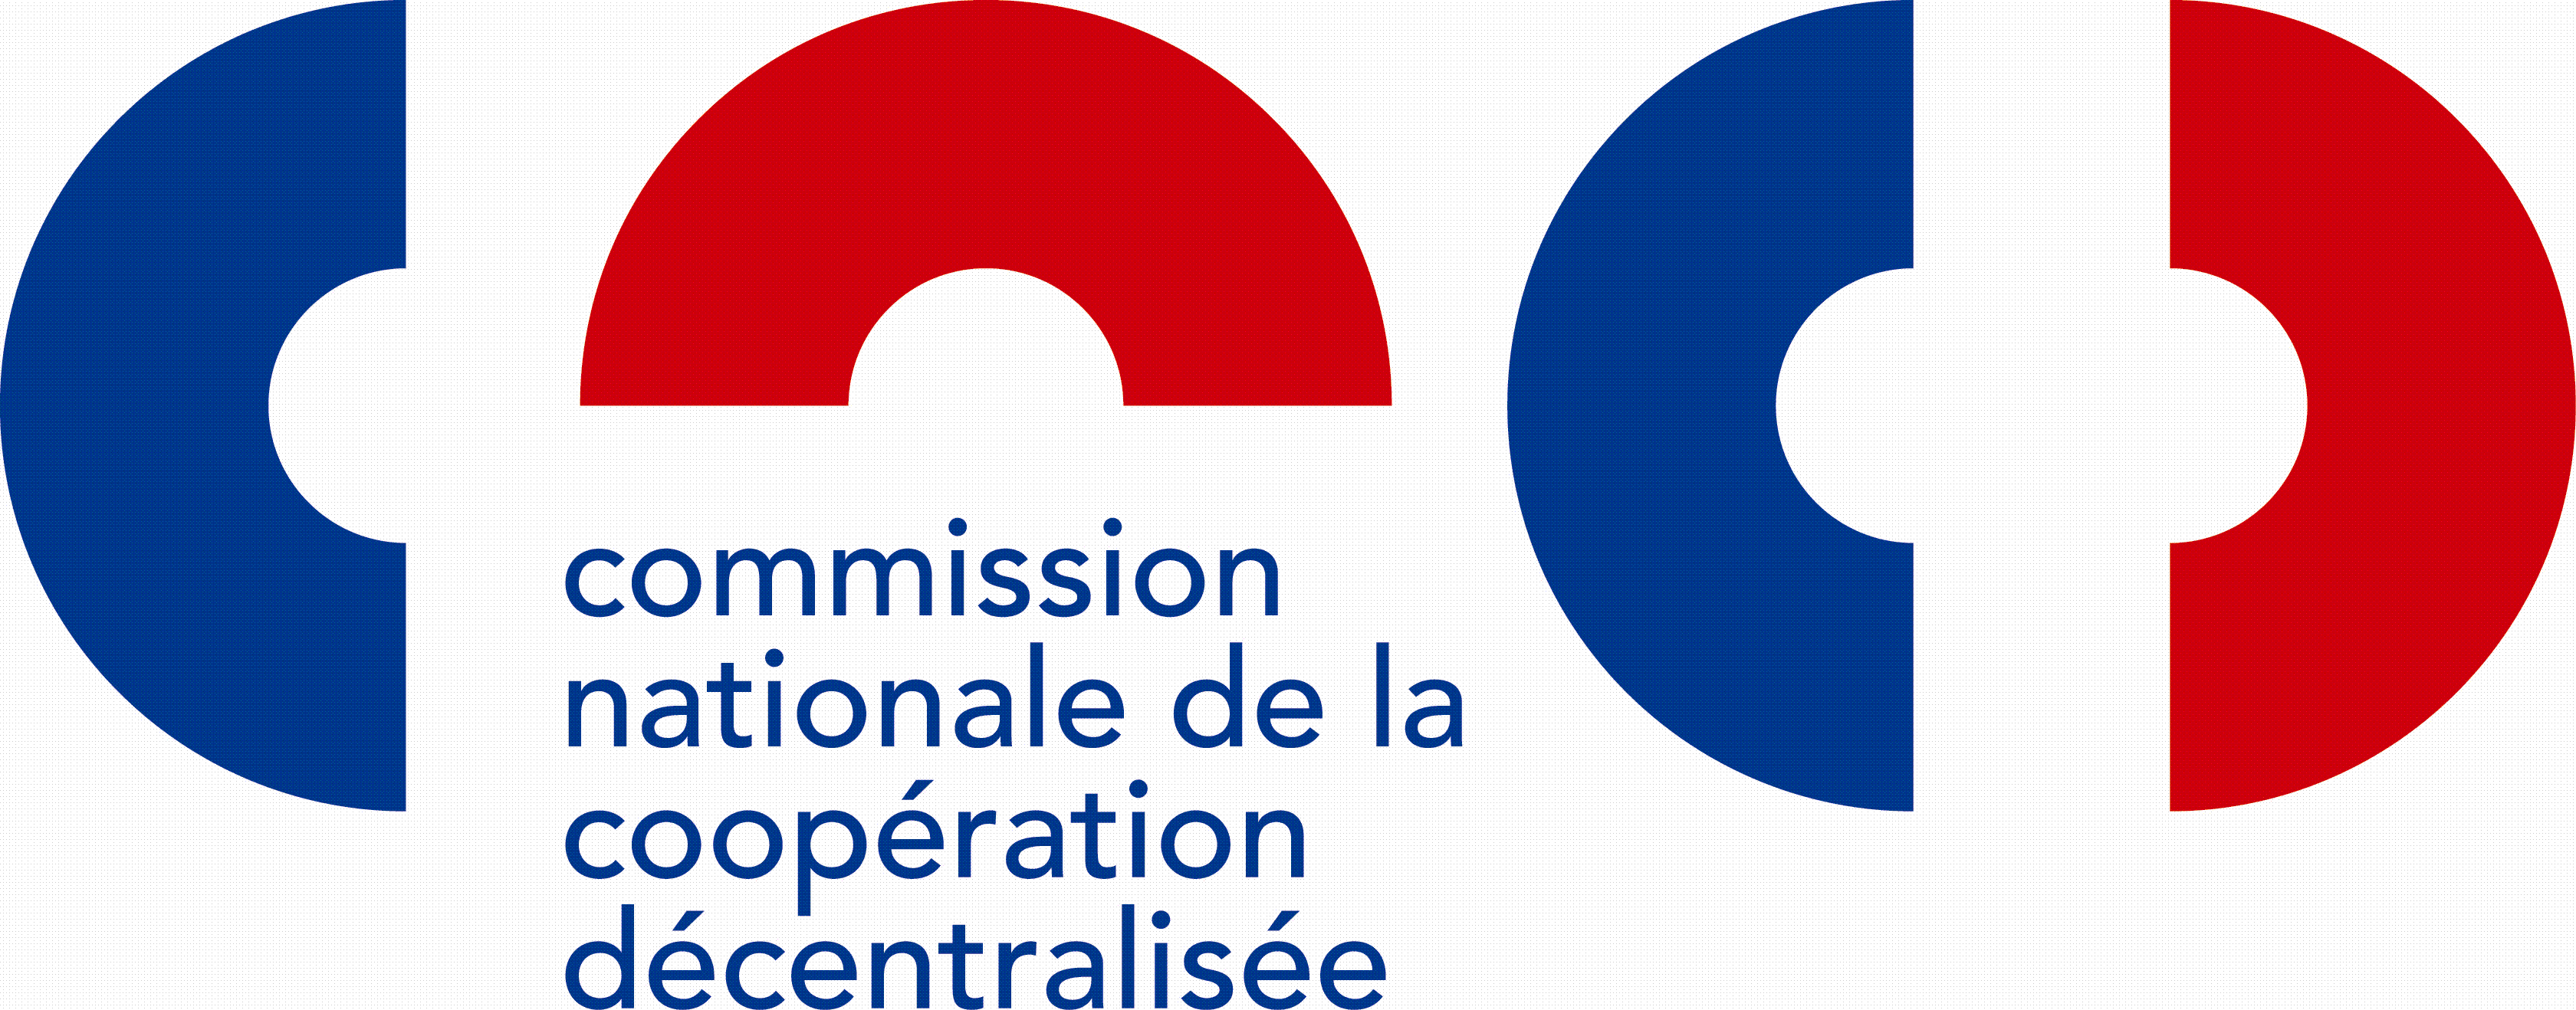 commission
nationale de la
coopération
décentralisée